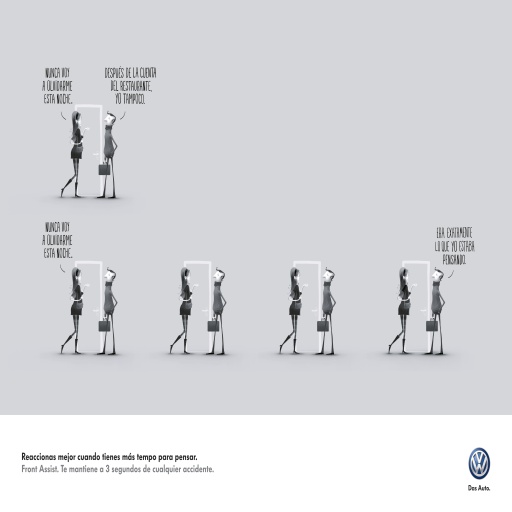 NUNCA VOY
A OLVIDARME
ESTA NOCHE.
DESPUÉS DE LA CUENTA
DEL RESTAURANTE,
YO TAMPOCO.
NUNCA VOY
A OLVIDARME
ESTA NOCHE.
ERA EXATAMENTE
LO QUE YO ESTABA
PENSANDO.
Reaccionas mejor cuando tienes más tempo para pensar.
Front Assist. Te mantiene a 3 segundos de cualquier accidente.
Das Auto.